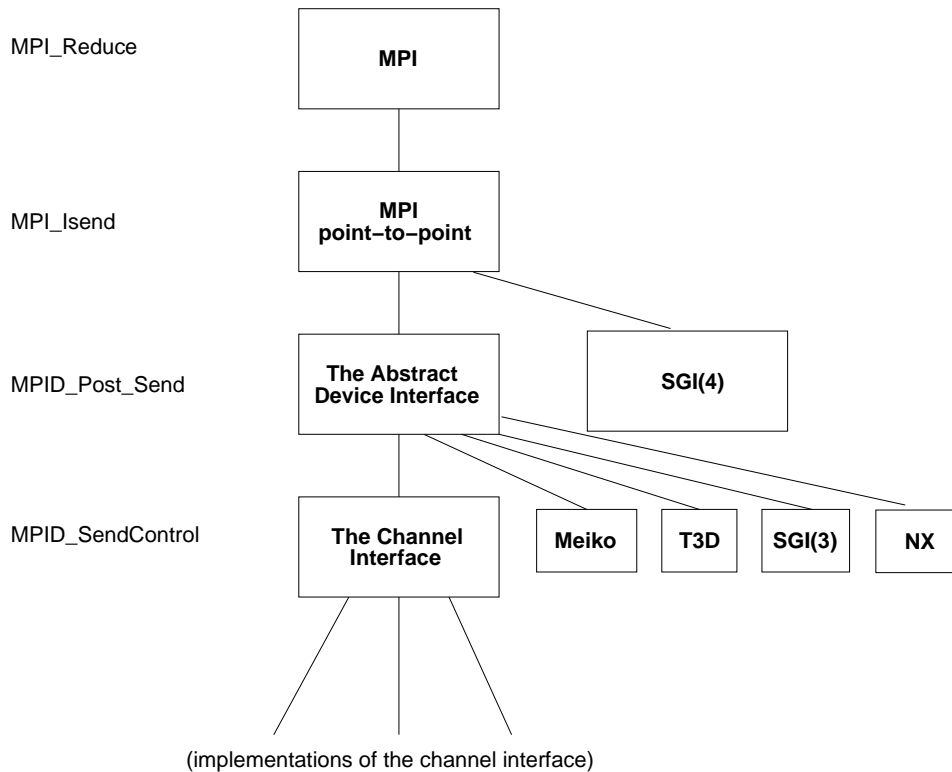 MPI_Reduce
MPI
MPI_Isend
MPI
point−to−point
MPID_Post_Send
The Abstract
Device Interface
SGI(4)
MPID_SendControl
The Channel
Interface
Meiko
T3D
SGI(3)
NX
(implementations of the channel interface)